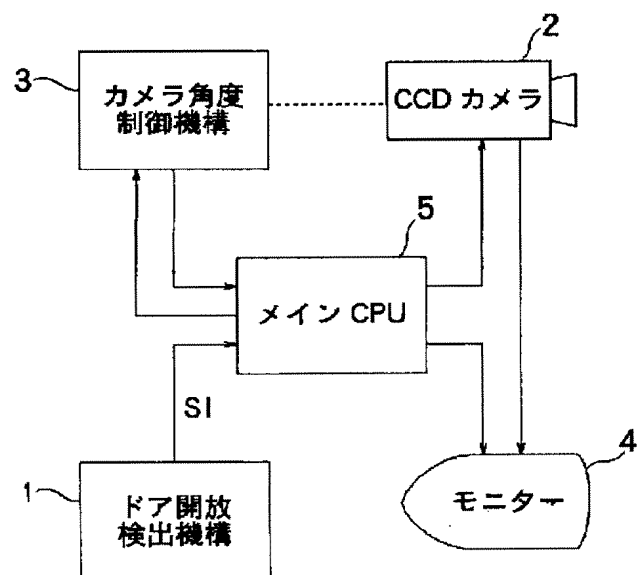 2
3
カメラ角度
制御機構
CCD カメラ
5
メイン CPU
SI
4
1
ドア開放
検出機構
モニター